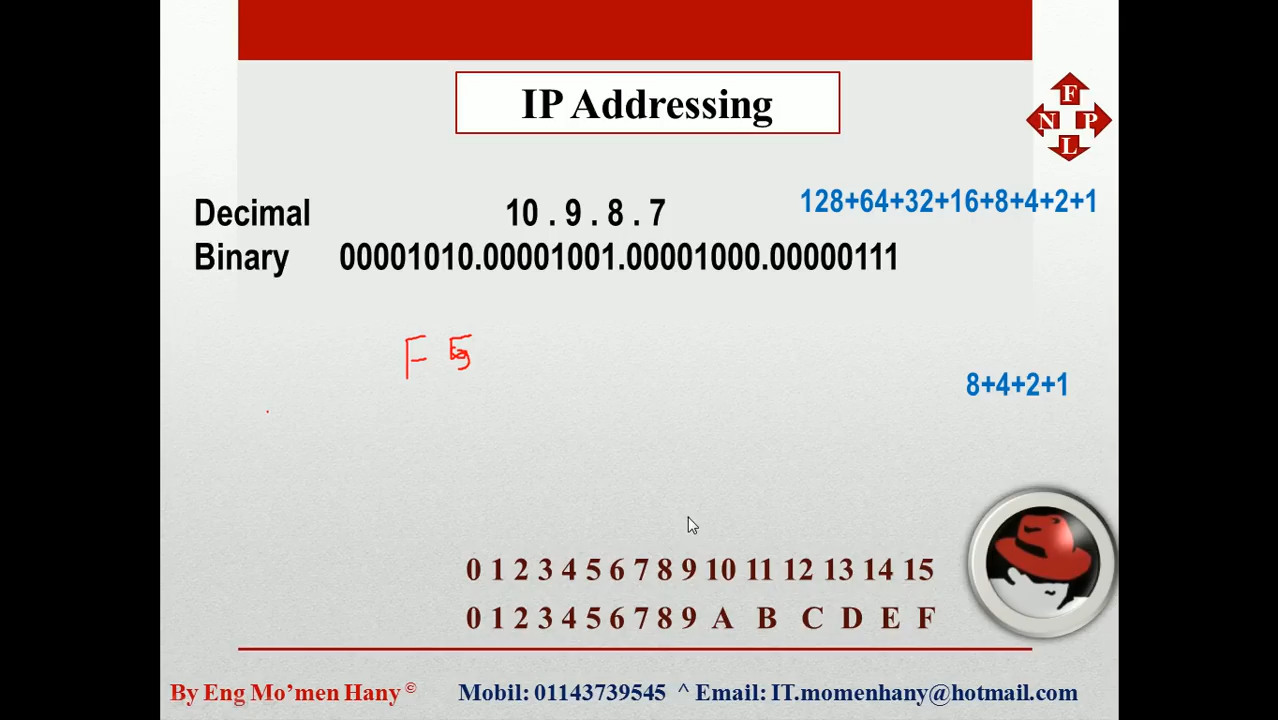 IP Addressing
F
N P
L
128+64+32+16+8+4+2+1
Decimal 10 . 9 . 8 . 7
Binary 00001010.00001001.00001000.00000111
F 5
8+4+2+1
0 1 2 3 4 5 6 7 8 9 10 11 12 13 14 15
0 1 2 3 4 5 6 7 8 9 A B C D E F
By Eng Mo’men Hany © Mobil: 01143739545 ^ Email: IT.momenhany@hotmail.com